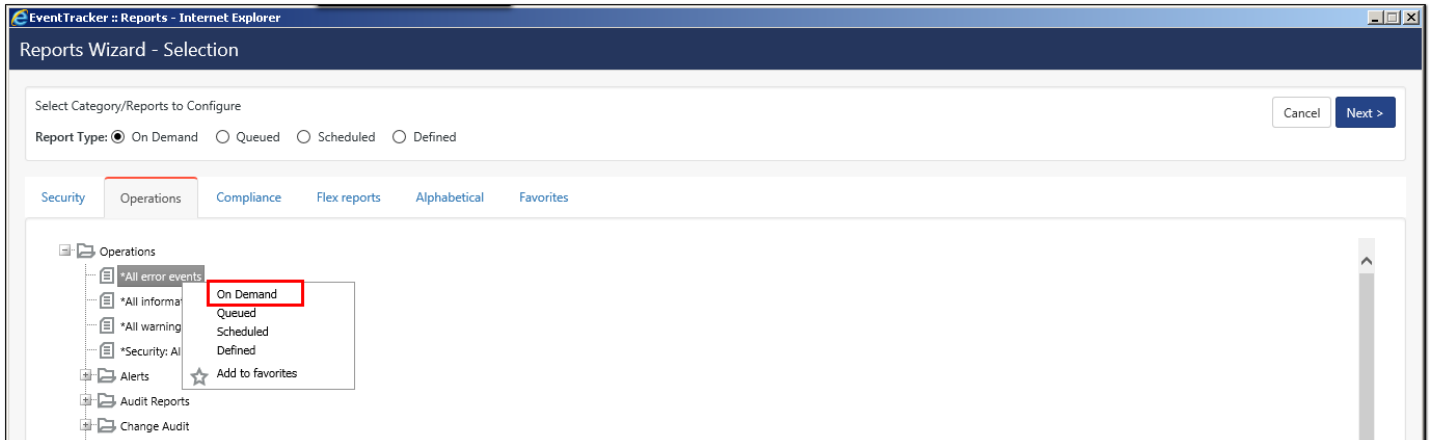 EventTracker :: Reports - Internet Explorer
Reports Wizard - Selection
Select Category/Reports to Configure
Cancel
Next >
Report Type: On Demand Queued Scheduled Defined
Security Operations Compliance Flex reports Alphabetical Favorites
Operations
*All error events
On Demand
*All informa
Queued
*All warning
Scheduled
*Security: Al
Defined
Alerts
Add to favorites
Audit Reports
Change Audit